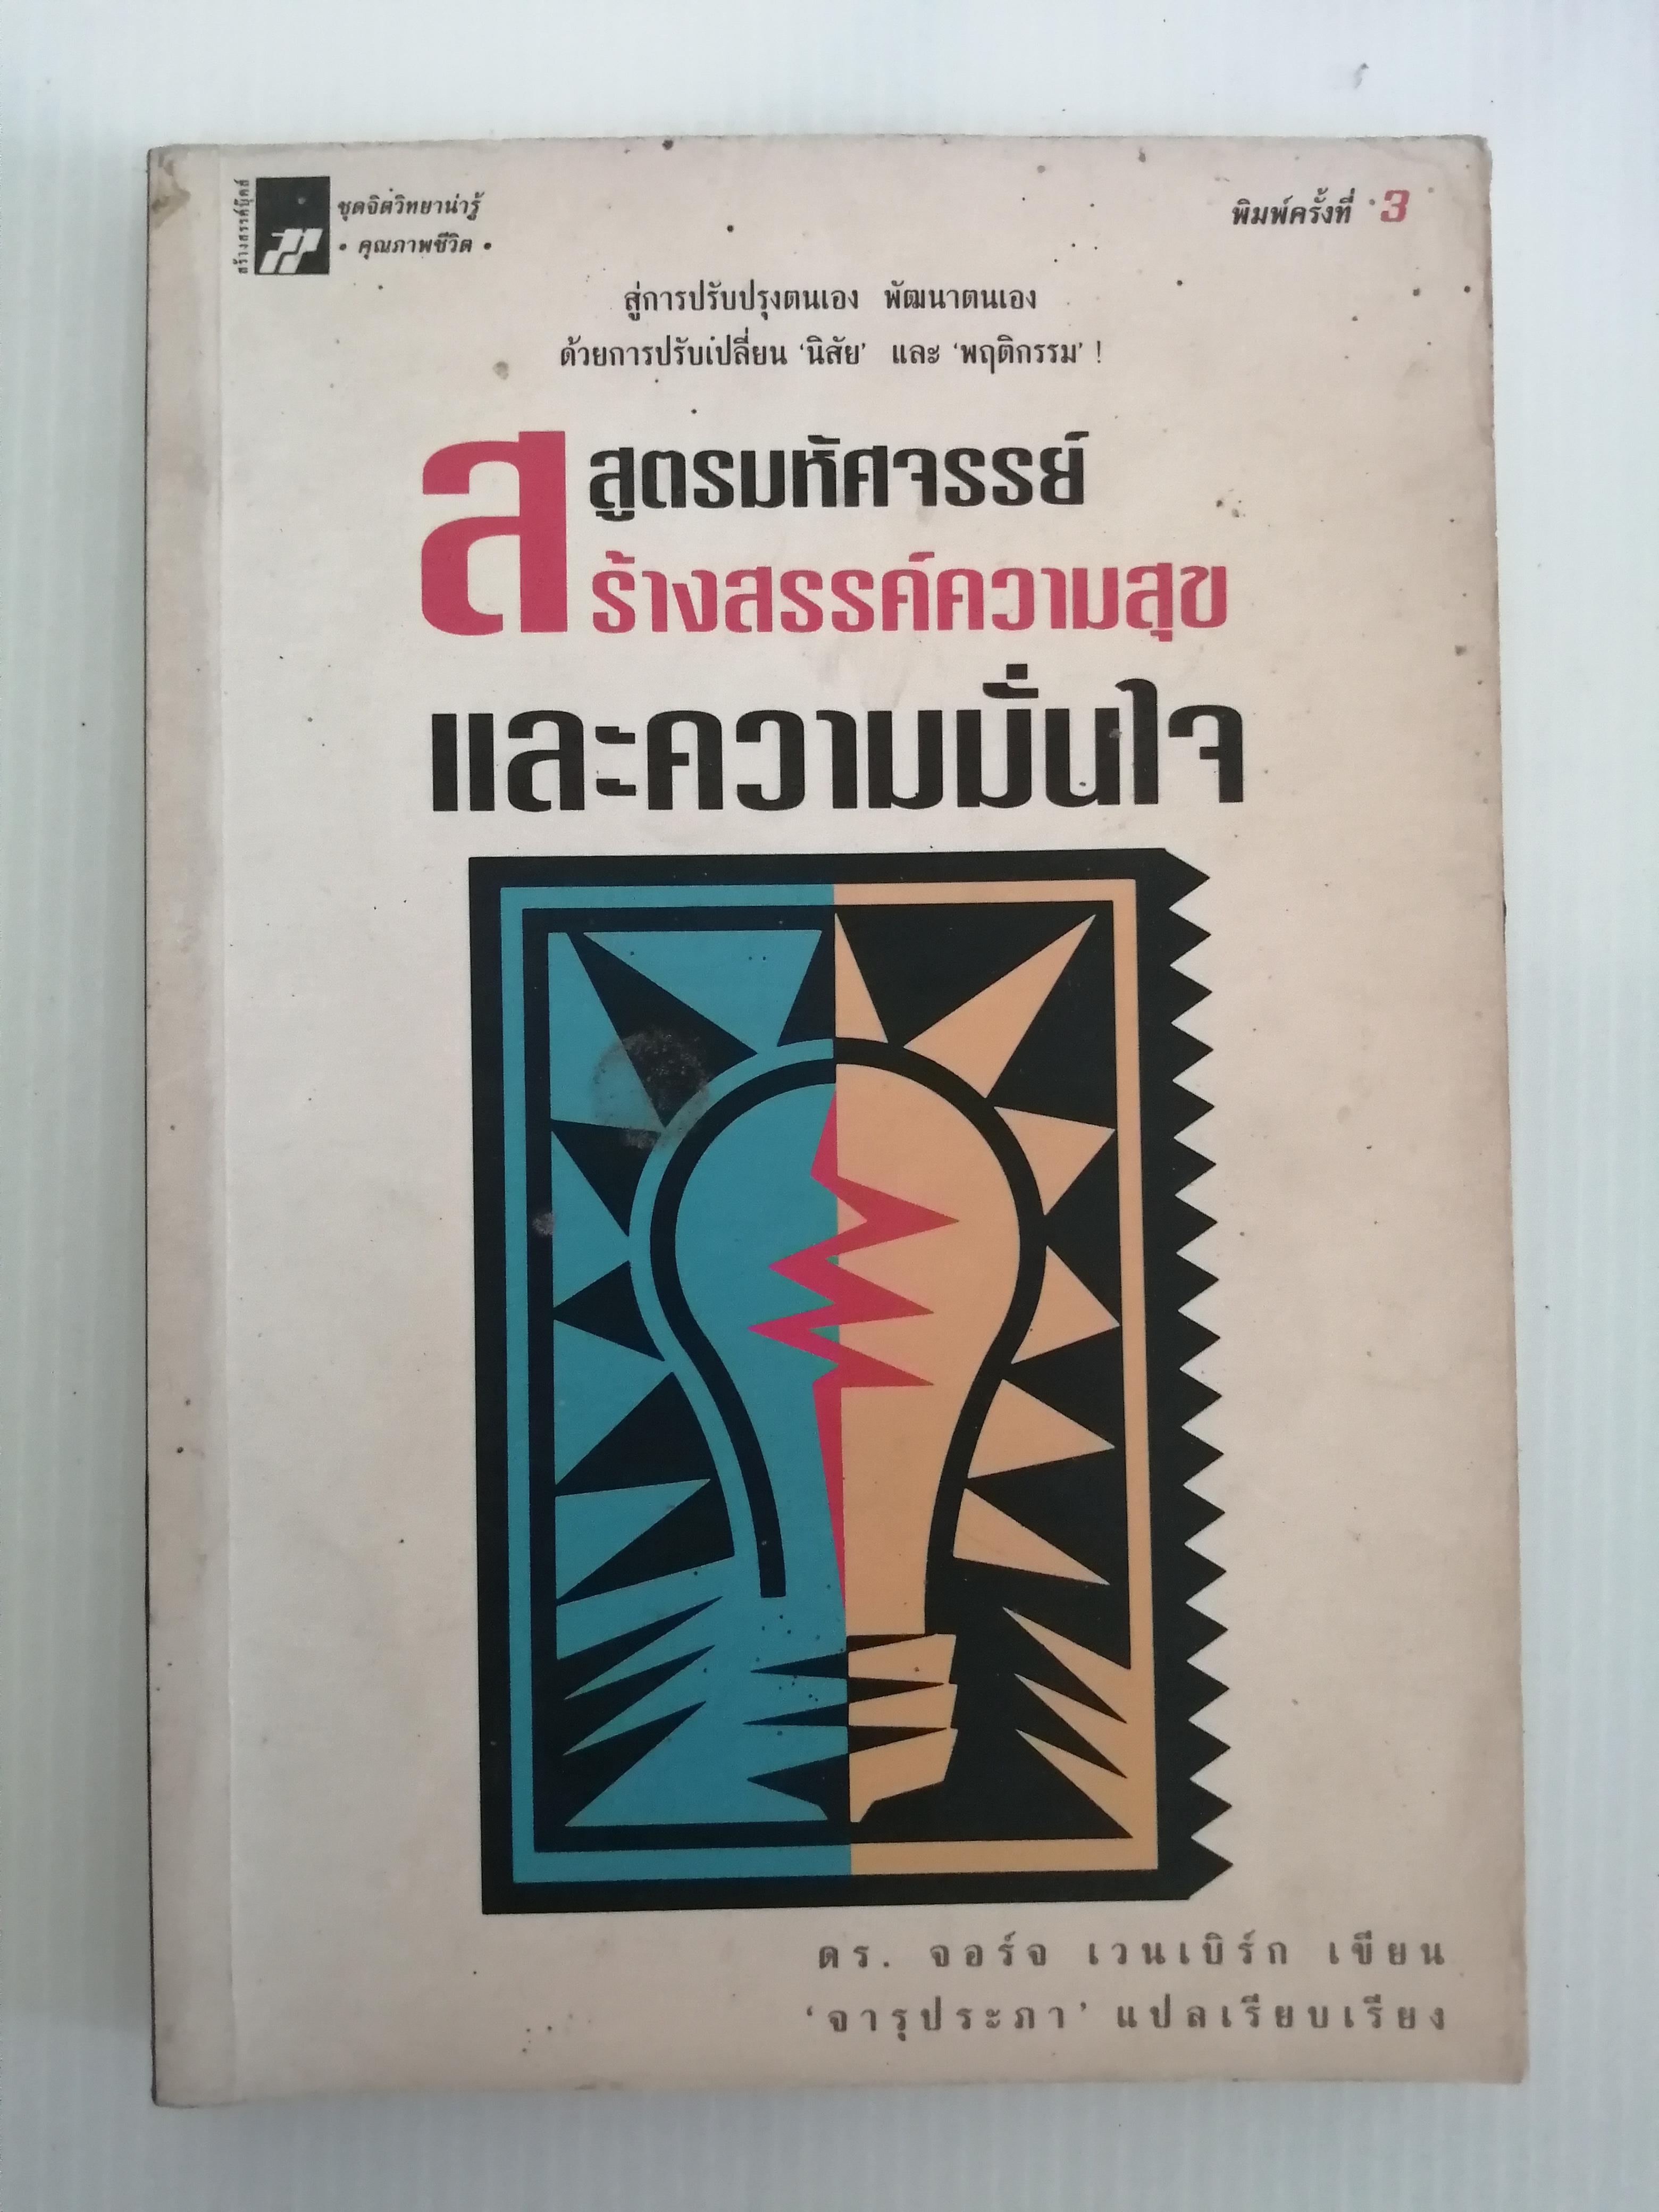 สร้างสรรค์บุ๊คส์
ชุดจิตวิทยาน่ารู้
• คุณภาพชีวิต •
พิมพ์ครั้งที่ 3
สู่การปรับปรุงตนเอง พัฒนาตนเอง
ด้วยการปรับเปลี่ยน ‘นิสัย’ และ ‘พฤติกรรม’ !
สูตรมหัศจรรย์
สร้างสรรค์ความสุข
และความมั่นใจ
ดร. จอร์จ เวนเบิร์ก เขียน
‘จารุประภา’ แปลเรียบเรียง